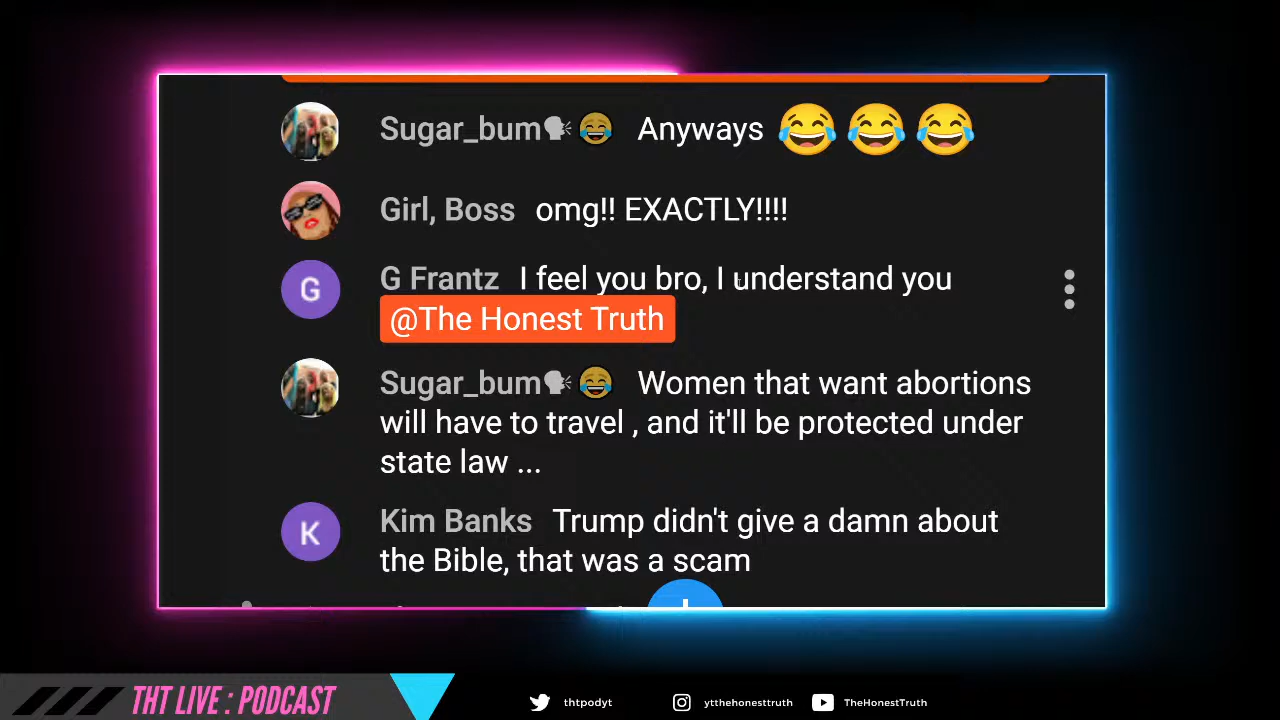 Sugar_bum🗣😂 Anyways 😂😂😂
Girl, Boss omg!! EXACTLY!!!!
G Frantz I feel you bro, I understand you
G
@The Honest Truth
Sugar_bum🗣😂 Women that want abortions
will have to travel , and it'll be protected under
state law ...
Kim Banks Trump didn't give a damn about
K
the Bible, that was a scam
THT LIVE : PODCAST
thtpodyt
ytthehonesttruth
TheHonestTruth